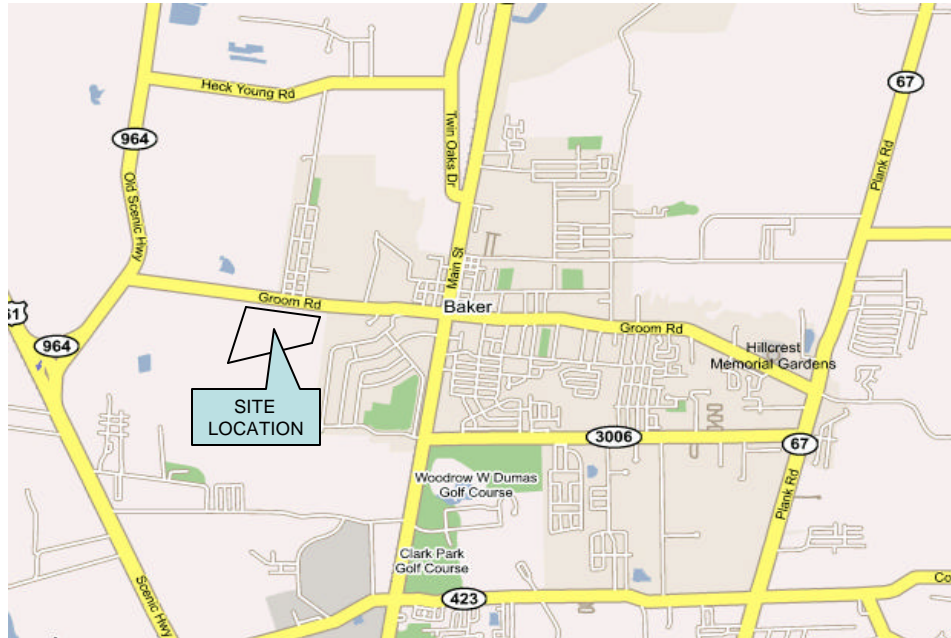 Heck Young Rd
67
964
Twin Oaks Dr
Plank Rd
Old Scenic Hwy
Main St
Groom Rd
Baker
61
964
Groom Rd
Hillcrest
Memorial Gardens
SITE
LOCATION
3006
67
Woodrow W Dumas
Golf Course
Plank Rd
Clark Park
Golf Course
Scenic Hwy
423
Co